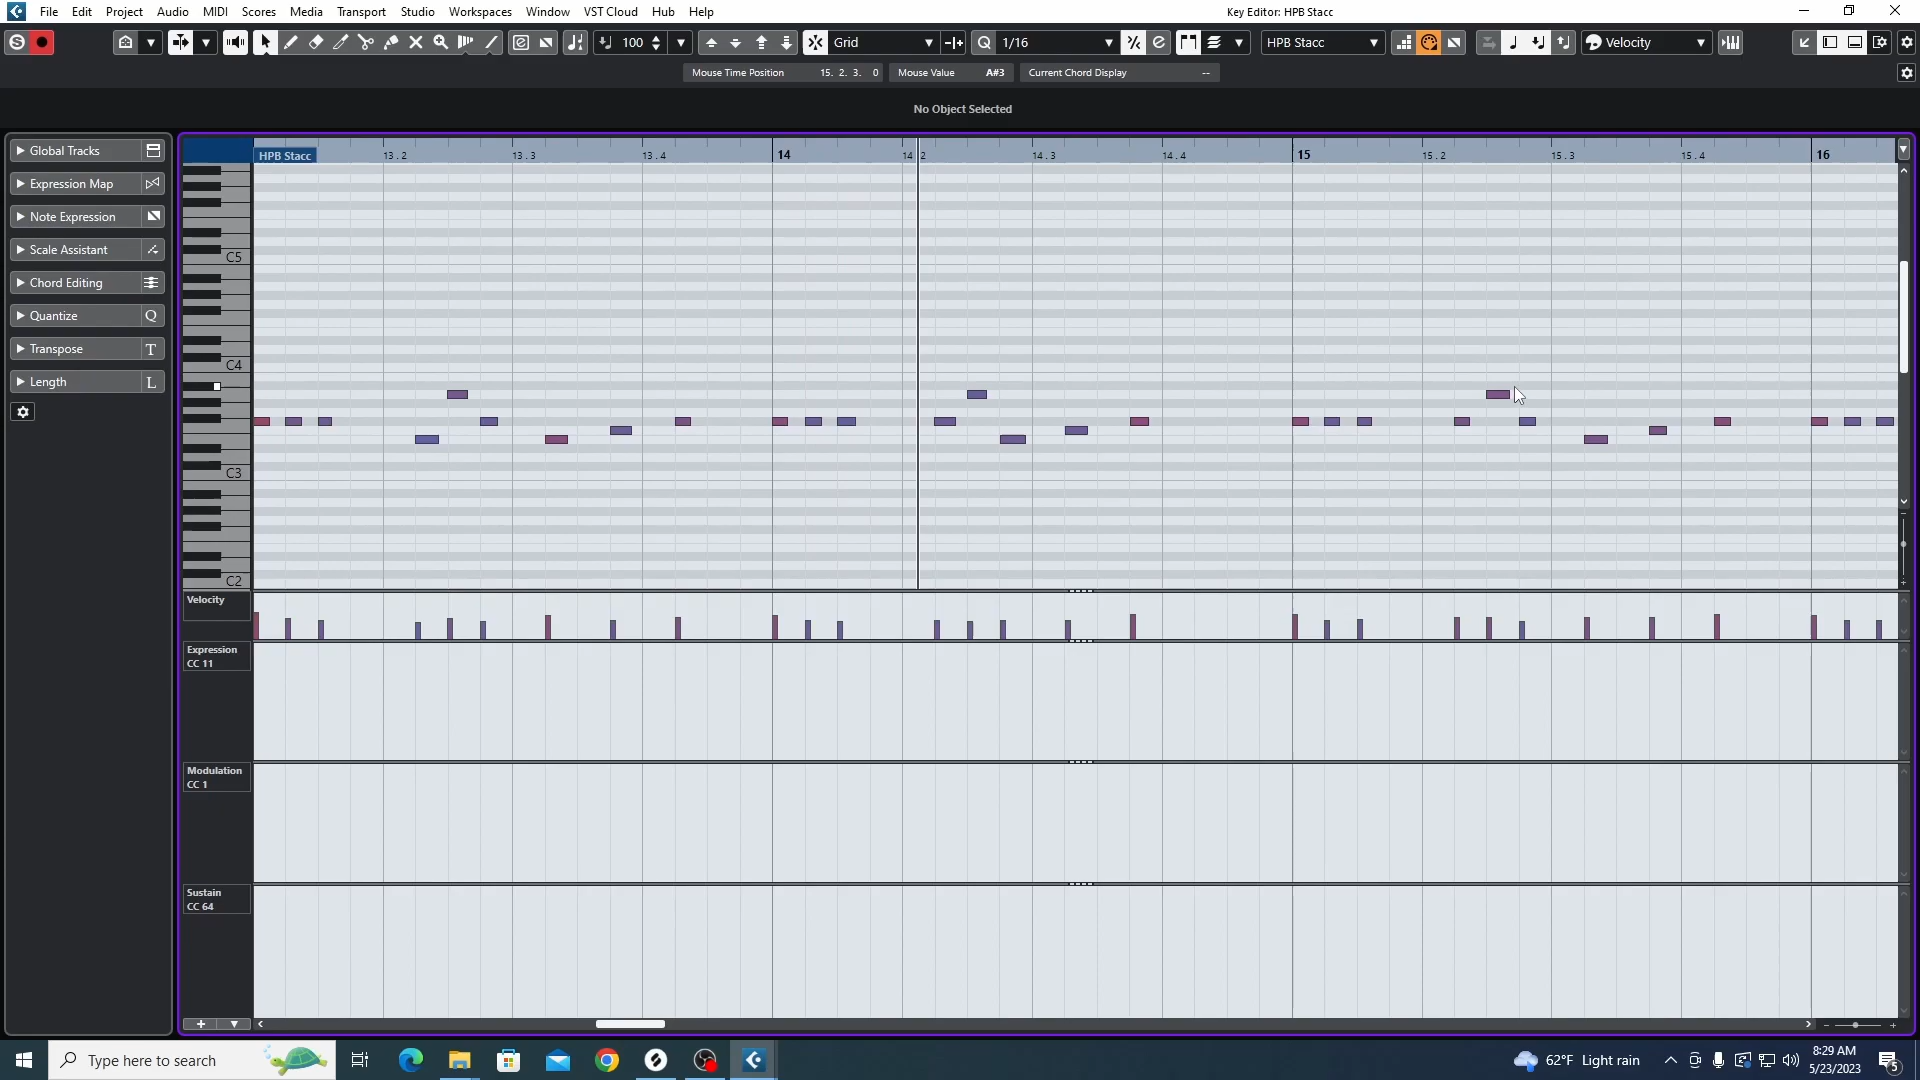 File Edit Project Audio MIDI Scores Media Transport Studio Workspaces Window VST Cloud Hub Help
Key Editor: HPB Stacc
100 Grid Q 1/16 HPB Stacc Velocity
Mouse Time Position 15. 2. 3. 0 Mouse Value A#3 Current Chord Display --
No Object Selected
Global Tracks
Expression Map
Note Expression
Scale Assistant
Chord Editing
Quantize Q
Transpose T
Length L
HPB Stacc 13.2 13.3 13.4 14 14 2 14.3 14.4 15 15.2 15.3 15.4 16
C5
C4
C3
C2
Velocity
Expression
CC 11
Modulation
CC 1
Sustain
CC 64
Type here to search
62°F Light rain
8:29 AM
5/23/2023
5